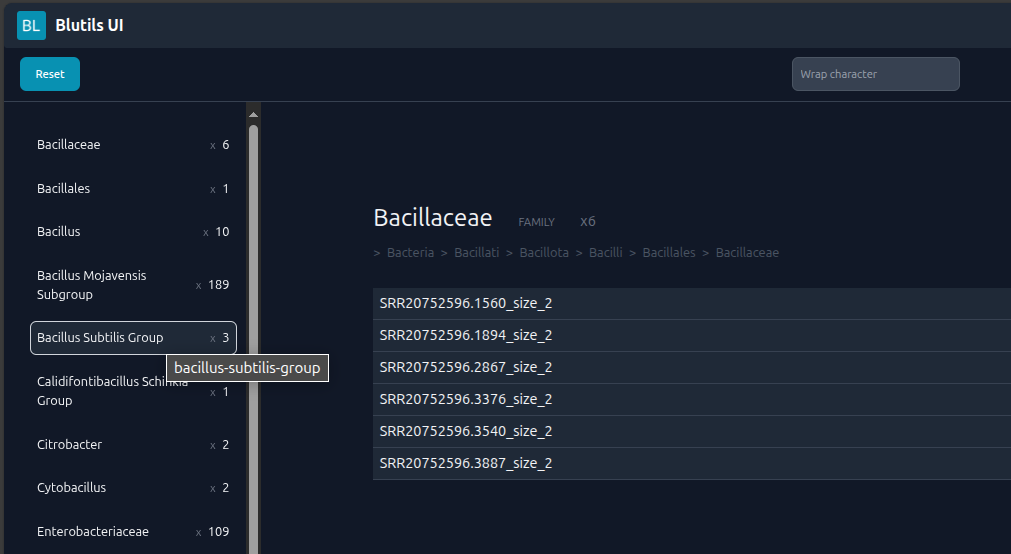 BL Blutils UI
Reset
Wrap character
Bacillaceae x 6
Bacillales x 1
Bacillus x 10
Bacillus Mojavensis
Subgroup
x 189
Bacillus Subtilis Group x 3
bacillus-subtilis-group
Calidifontibacillus Schinkia
Group
x 1
Citrobacter x 2
Cytobacillus x 2
Enterobacteriaceae x 109
Bacillaceae FAMILY x6
> Bacteria > Bacillati > Bacillota > Bacilli > Bacillales > Bacillaceae
SRR20752596.1560_size_2
SRR20752596.1894_size_2
SRR20752596.2867_size_2
SRR20752596.3376_size_2
SRR20752596.3540_size_2
SRR20752596.3887_size_2